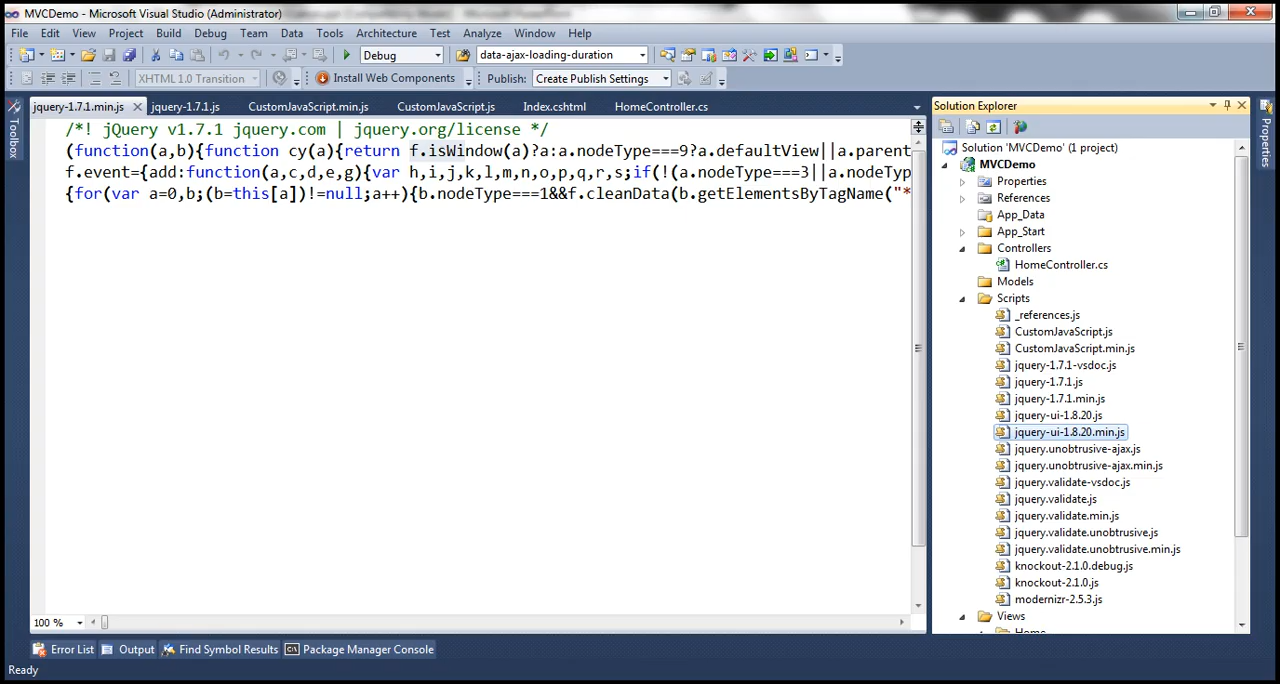 MVCDemo - Microsoft Visual Studio (Administrator)
File Edit View Project Build Debug Team Data Tools Architecture Test Analyze Window Help
Debug data-ajax-loading-duration
XHTML 1.0 Transition Install Web Components Publish: Create Publish Settings
jquery-1.7.1.min.js jquery-1.7.1.js CustomJavaScript.min.js CustomJavaScript.js Index.cshtml HomeController.cs
Toolbox
/*! jQuery v1.7.1 jquery.com | jquery.org/license */
(function(a,b){function cy(a){return f.isWindow(a)?a:a.nodeType===9?a.defaultView||a.parent
f.event={add:function(a,c,d,e,g){var h,i,j,k,l,m,n,o,p,q,r,s;if(!(a.nodeType===3||a.nodeTyp
{for(var a=0,b;(b=this[a])!=null;a++){b.nodeType===1&&f.cleanData(b.getElementsByTagName("*
100 %
Solution Explorer
Solution 'MVCDemo' (1 project)
MVCDemo
Properties
References
App_Data
App_Start
Controllers
HomeController.cs
Models
Scripts
_references.js
CustomJavaScript.js
CustomJavaScript.min.js
jquery-1.7.1-vsdoc.js
jquery-1.7.1.js
jquery-1.7.1.min.js
jquery-ui-1.8.20.js
jquery-ui-1.8.20.min.js
jquery.unobtrusive-ajax.js
jquery.unobtrusive-ajax.min.js
jquery.validate-vsdoc.js
jquery.validate.js
jquery.validate.min.js
jquery.validate.unobtrusive.js
jquery.validate.unobtrusive.min.js
knockout-2.1.0.debug.js
knockout-2.1.0.js
modernizr-2.5.3.js
Views
Home
Properties
Error List Output Find Symbol Results Package Manager Console
Ready